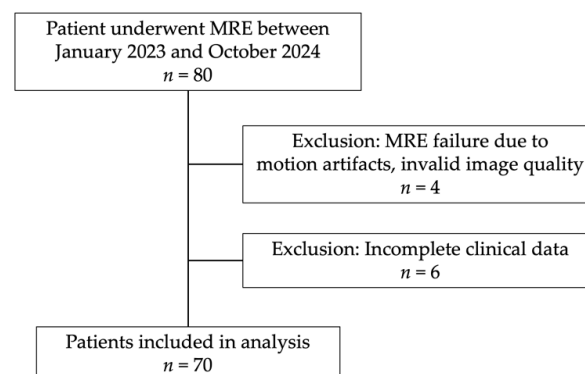 Patient underwent MRE between
January 2023 and October 2024
n = 80
Exclusion: MRE failure due to
motion artifacts, invalid image quality
n = 4
Exclusion: Incomplete clinical data
n = 6
Patients included in analysis
n = 70